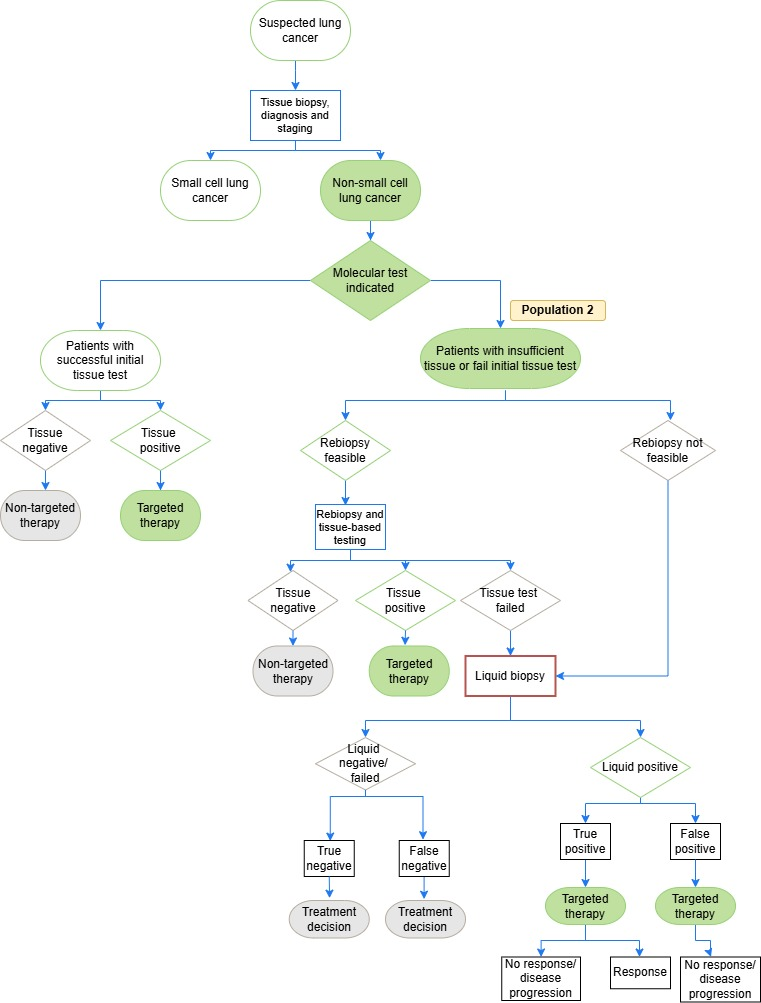 Suspected lung
cancer
Tissue biopsy,
diagnosis and
staging
Small cell lung
cancer
Non-small cell
lung cancer
Molecular test
indicated
Population 2
Patients with
successful initial
tissue test
Patients with insufficient
tissue or fail initial tissue test
Tissue
negative
Tissue
positive
Rebiopsy
feasible
Rebiopsy not
feasible
Non-targeted
therapy
Targeted
therapy
Rebiopsy and
tissue-based
testing
Tissue
negative
Tissue
positive
Tissue test
failed
Non-targeted
therapy
Targeted
therapy
Liquid biopsy
Liquid
negative/
failed
Liquid positive
True
negative
False
negative
True
positive
False
positive
Treatment
decision
Treatment
decision
Targeted
therapy
Targeted
therapy
No response/
disease
progression
Response
No response/
disease
progression